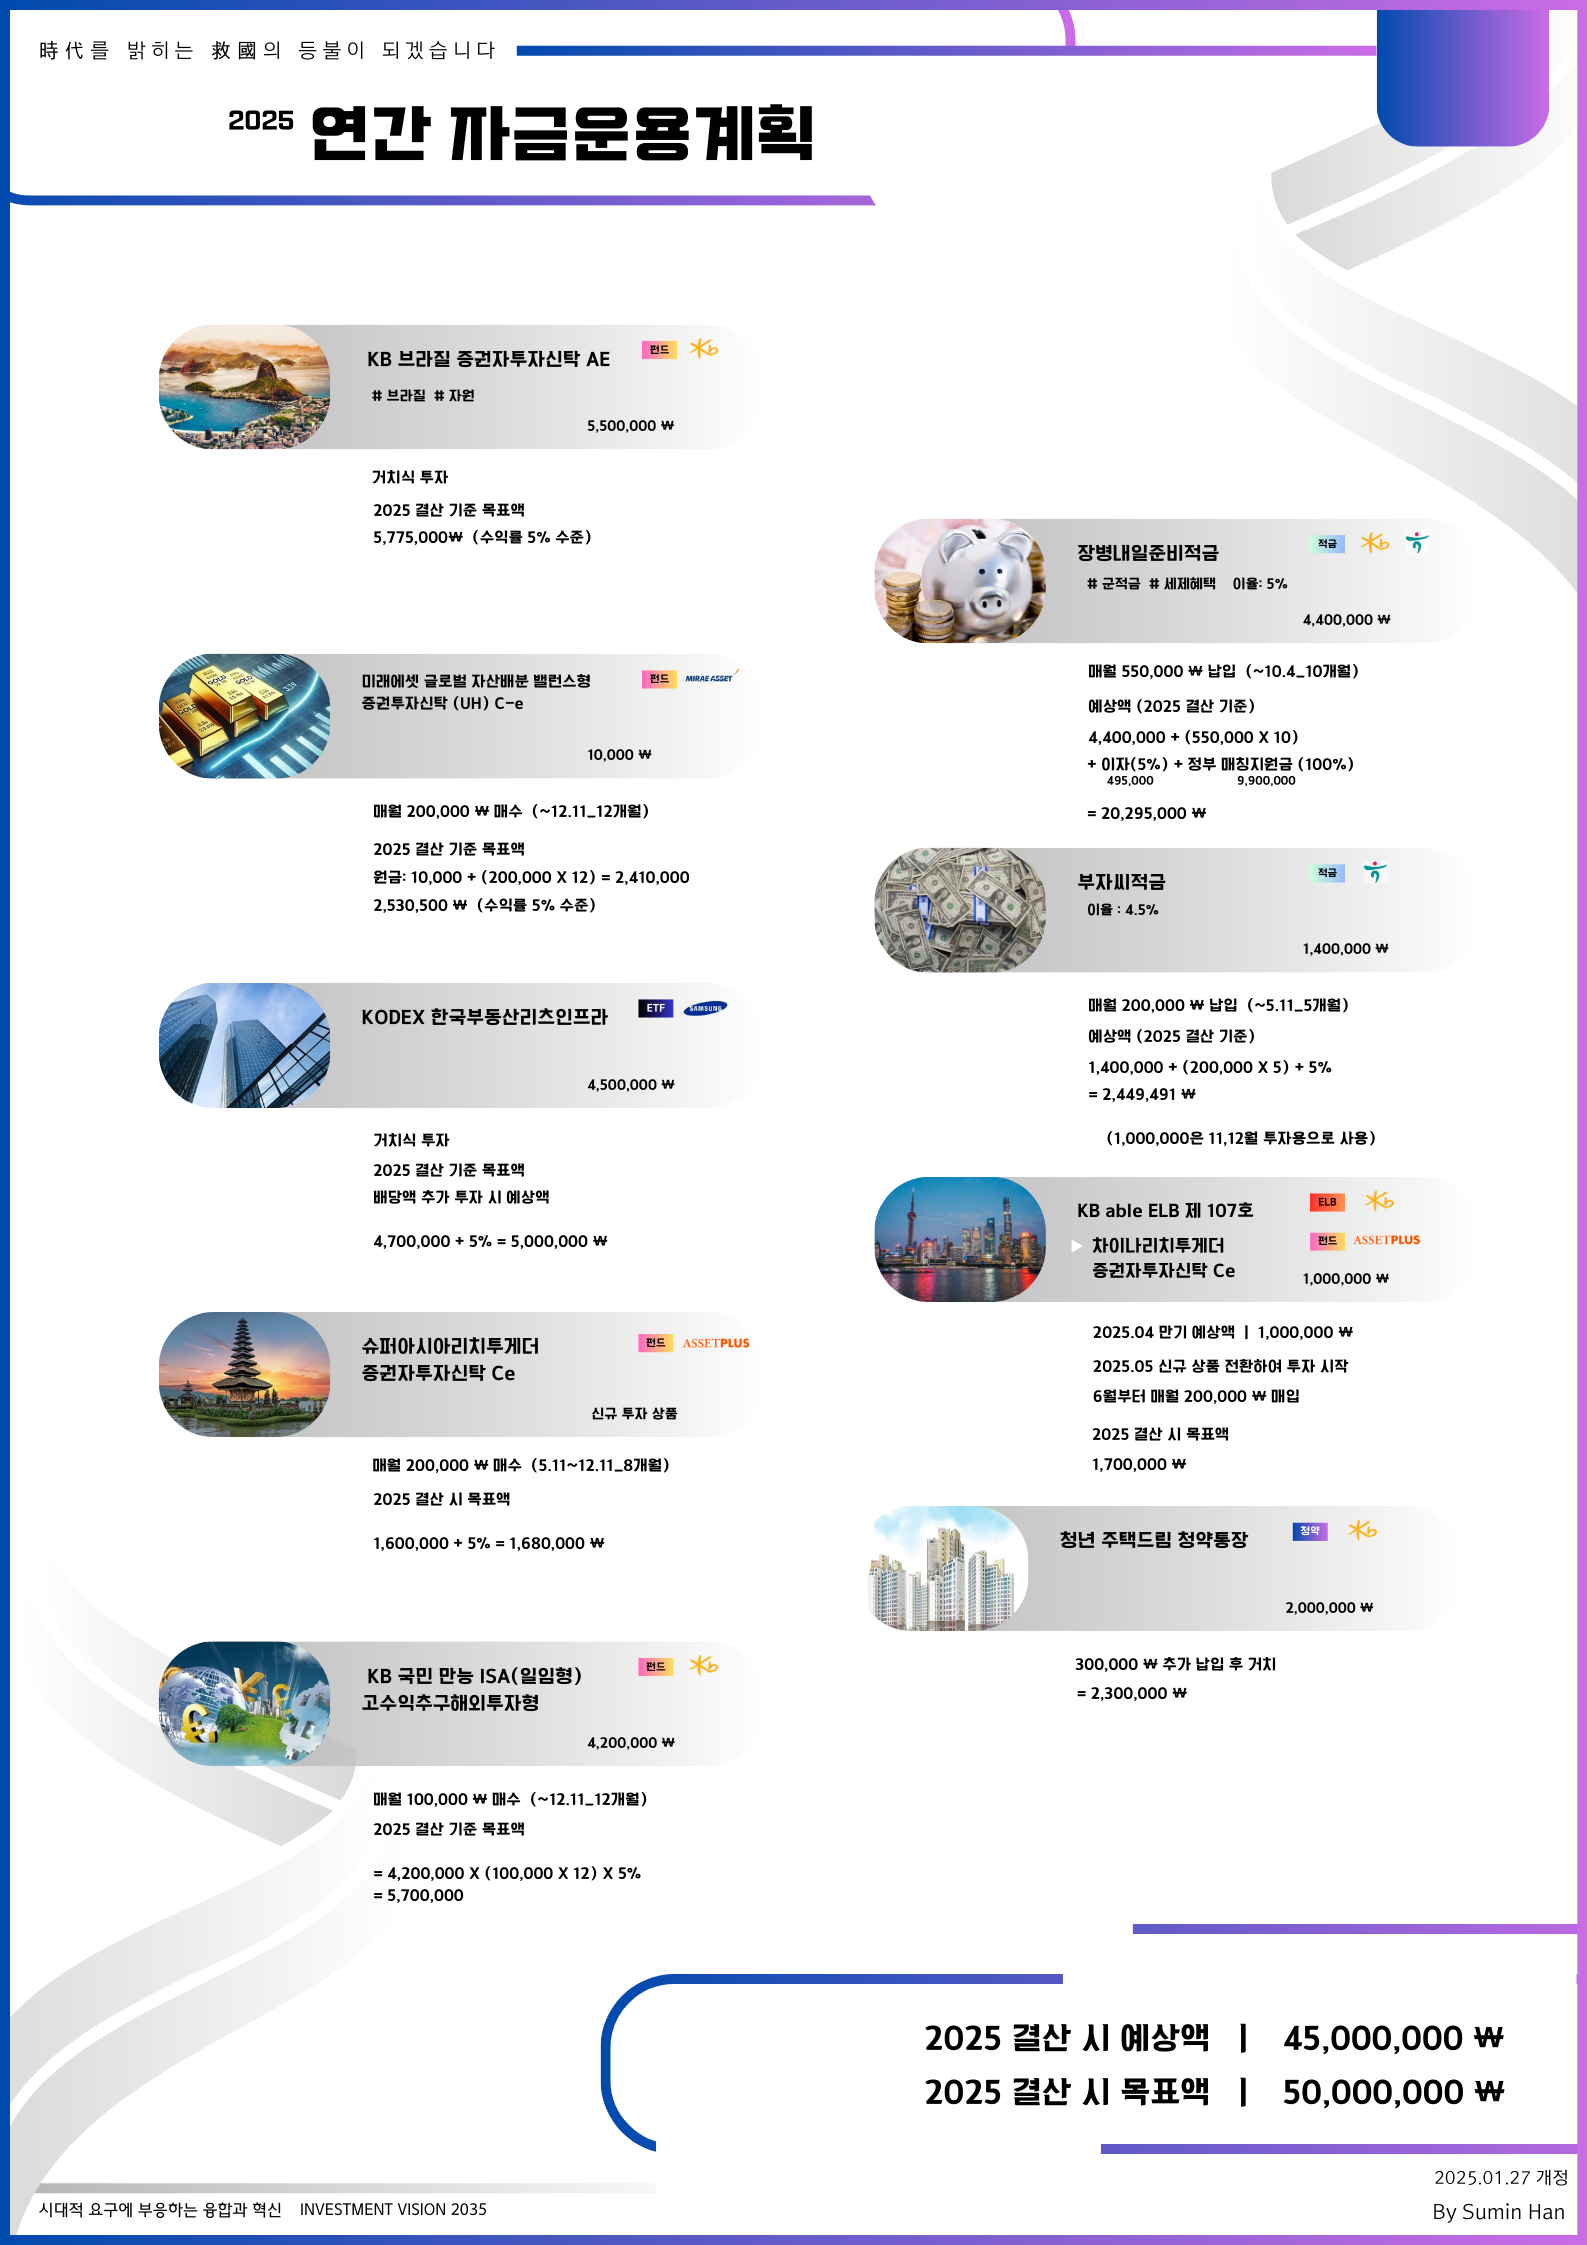 時代를 밝히는 救國의 등불이 되겠습니다
2025 연간 자금운용계획
KB 브라질 증권자투자신탁 AE
펀드
# 브라질 # 자원
5,500,000 ₩
거치식 투자
2025 결산 기준 목표액
5,775,000₩ (수익률 5% 수준)
미래에셋 글로벌 자산배분 밸런스형
증권투자신탁 (UH) C-e
펀드 MIRAE ASSET
10,000 ₩
매월 200,000 ₩ 매수 (~12.11_12개월)
2025 결산 기준 목표액
원금: 10,000 + (200,000 X 12) = 2,410,000
2,530,500 ₩ (수익률 5% 수준)
KODEX 한국부동산리츠인프라
ETF SAMSUNG
4,500,000 ₩
거치식 투자
2025 결산 기준 목표액
배당액 추가 투자 시 예상액
4,700,000 + 5% = 5,000,000 ₩
슈퍼아시아리치투게더
증권자투자신탁 Ce
펀드 ASSETPLUS
신규 투자 상품
매월 200,000 ₩ 매수 (5.11~12.11_8개월)
2025 결산 시 목표액
1,600,000 + 5% = 1,680,000 ₩
KB 국민 만능 ISA(일임형)
고수익추구해외투자형
펀드
4,200,000 ₩
매월 100,000 ₩ 매수 (~12.11_12개월)
2025 결산 기준 목표액
= 4,200,000 X (100,000 X 12) X 5%
= 5,700,000
장병내일준비적금
적금
# 군적금 # 세제혜택 이율: 5%
4,400,000 ₩
매월 550,000 ₩ 납입 (~10.4_10개월)
예상액 (2025 결산 기준)
4,400,000 + (550,000 X 10)
+ 이자(5%) + 정부 매칭지원금 (100%)
495,000 9,900,000
= 20,295,000 ₩
부자씨적금
적금
이율 : 4.5%
1,400,000 ₩
매월 200,000 ₩ 납입 (~5.11_5개월)
예상액 (2025 결산 기준)
1,400,000 + (200,000 X 5) + 5%
= 2,449,491 ₩
(1,000,000은 11,12월 투자용으로 사용)
KB able ELB 제 107호
ELB
차이나리치투게더
증권자투자신탁 Ce
펀드 ASSETPLUS
1,000,000 ₩
2025.04 만기 예상액 | 1,000,000 ₩
2025.05 신규 상품 전환하여 투자 시작
6월부터 매월 200,000 ₩ 매입
2025 결산 시 목표액
1,700,000 ₩
청년 주택드림 청약통장
청약
2,000,000 ₩
300,000 ₩ 추가 납입 후 거치
= 2,300,000 ₩
2025 결산 시 예상액 | 45,000,000 ₩
2025 결산 시 목표액 | 50,000,000 ₩
2025.01.27 개정
By Sumin Han
시대적 요구에 부응하는 융합과 혁신 INVESTMENT VISION 2035